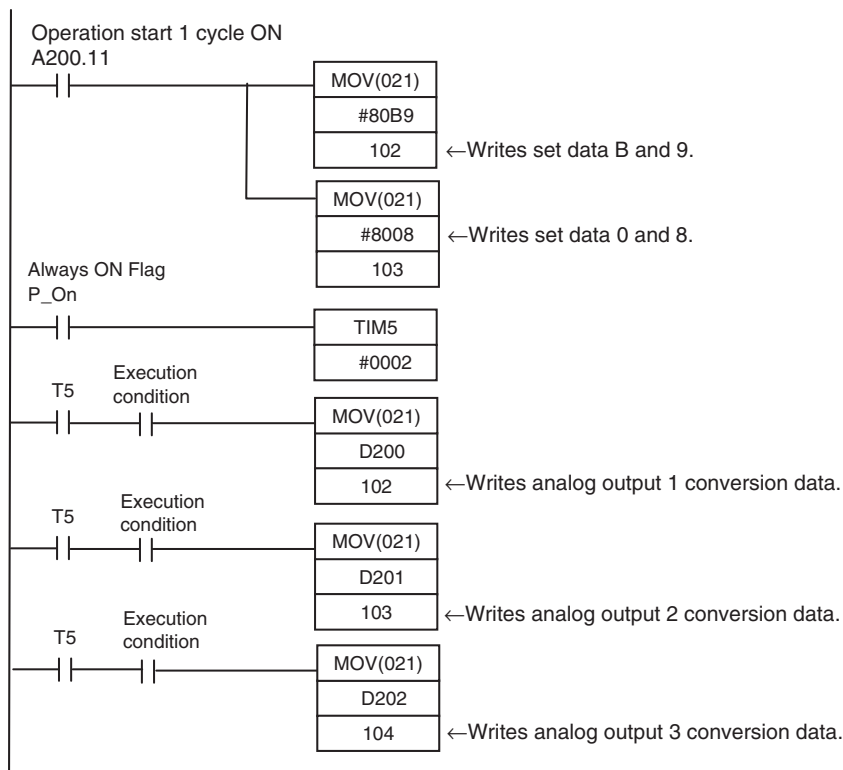 Operation start 1 cycle ON
A200.11
MOV(021)
#80B9
102 ←Writes set data B and 9.
MOV(021)
#8008 ←Writes set data 0 and 8.
103
Always ON Flag
P_On
TIM5
#0002
T5 Execution
condition
MOV(021)
D200
102 ←Writes analog output 1 conversion data.
T5 Execution
condition
MOV(021)
D201
103 ←Writes analog output 2 conversion data.
T5 Execution
condition
MOV(021)
D202
104 ←Writes analog output 3 conversion data.